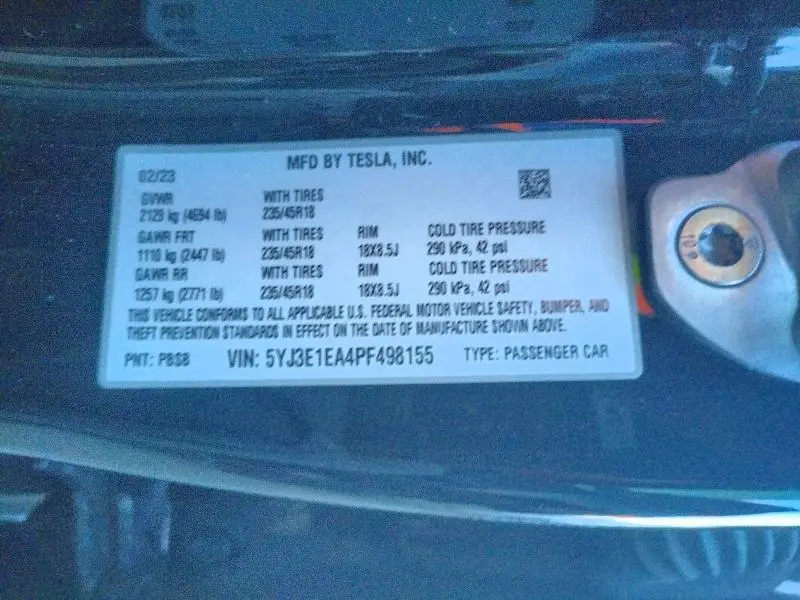 MFD BY TESLA, INC.
02/23
GVWR WITH TIRES
2129 kg (4694 lb) 235/45R18
GAWR FRT WITH TIRES RIM COLD TIRE PRESSURE
1110 kg (2447 lb) 235/45R18 18X8.5J 290 kPa, 42 psi
GAWR RR WITH TIRES RIM COLD TIRE PRESSURE
1257 kg (2771 lb) 235/45R18 18X8.5J 290 kPa, 42 psi
THIS VEHICLE CONFORMS TO ALL APPLICABLE U.S. FEDERAL MOTOR VEHICLE SAFETY, BUMPER, AND
THEFT PREVENTION STANDARDS IN EFFECT ON THE DATE OF MANUFACTURE SHOWN ABOVE.
PNT: PBSB VIN: 5YJ3E1EA4PF498155 TYPE: PASSENGER CAR